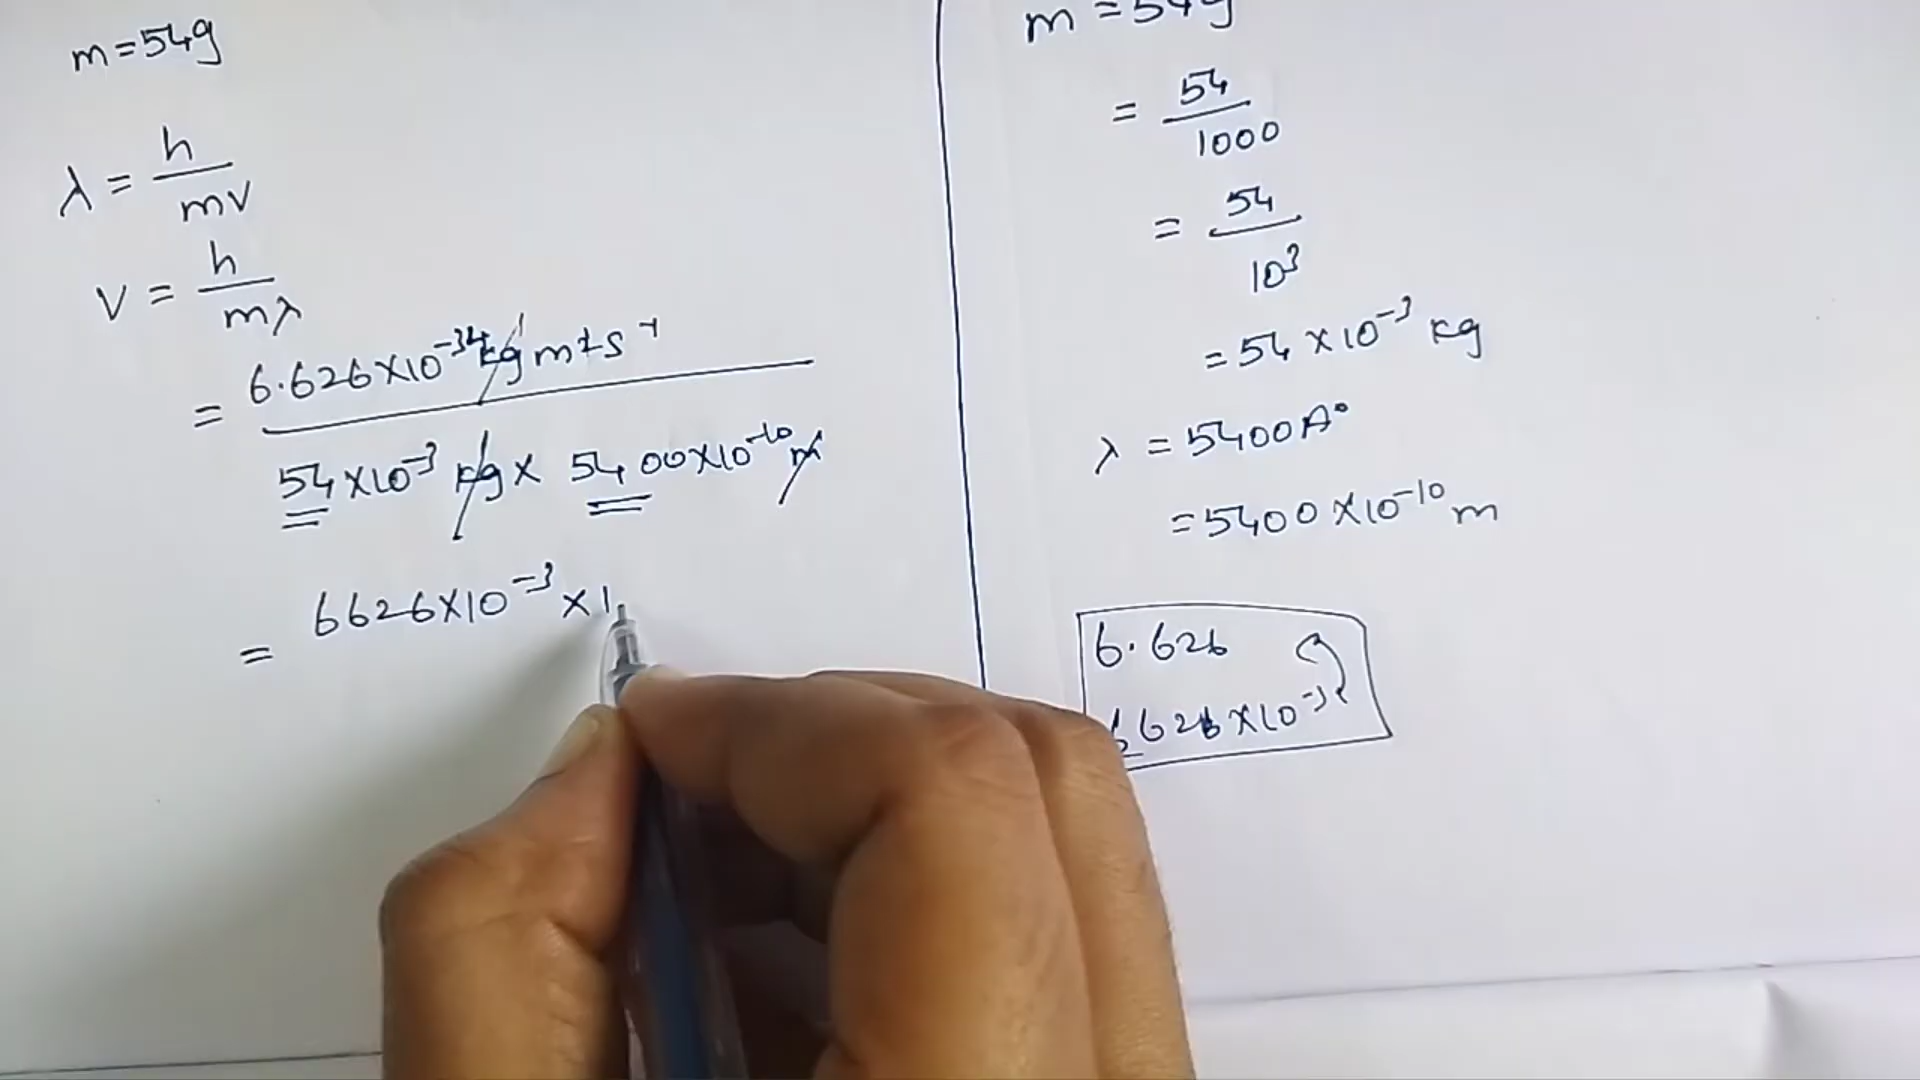 m = 54g
λ = h / mv
v = h / mλ
= 6.626×10⁻³⁴ kg m² s⁻¹ / 54×10⁻³ kg × 5400×10⁻¹⁰ m
= 6626×10⁻³ × 1
m = 54g
= 54 / 1000
= 54 / 10³
= 54 × 10⁻³ kg
λ = 5400 A°
= 5400 × 10⁻¹⁰ m
6.626
6626×10⁻³